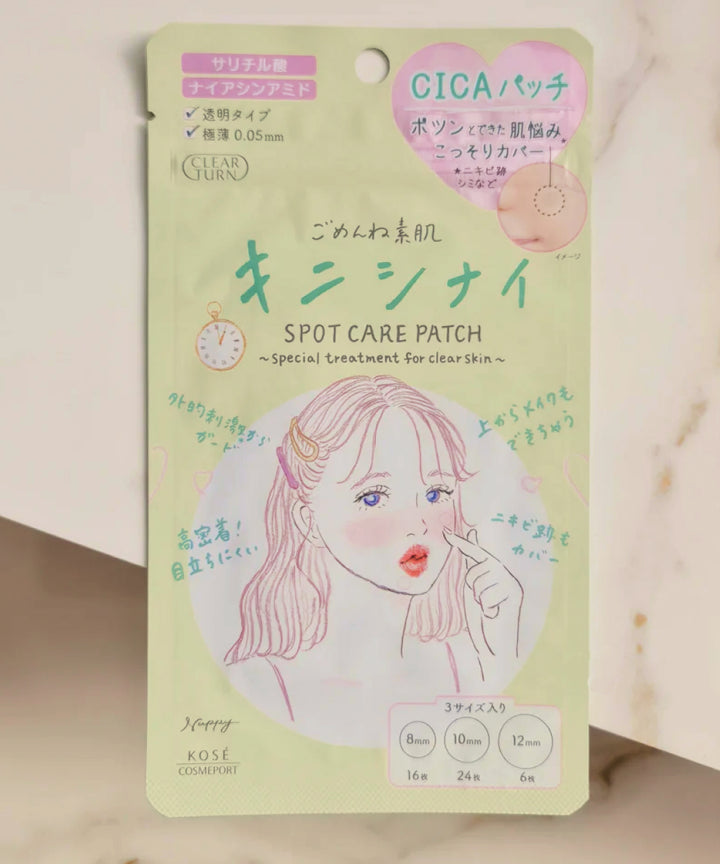 サリチル酸
ナイアシンアミド
✓透明タイプ
✓極薄0.05mm
CLEAR
TURN
CICAパッチ
ポツンとできた肌悩み★
こっそりカバー
★ニキビ跡
シミなど
イメージ
ごめんね素肌
キニシナイ
SPOT CARE PATCH
~special treatment for clear skin~
外的刺激から
ガード
上からメイクも
できちゃう
高密着!
目立ちにくい
ニキビ跡も
カバー
Huppy
KOSÉ
COSMEPORT
3サイズ入り
8mm 10mm 12mm
16枚 24枚 6枚